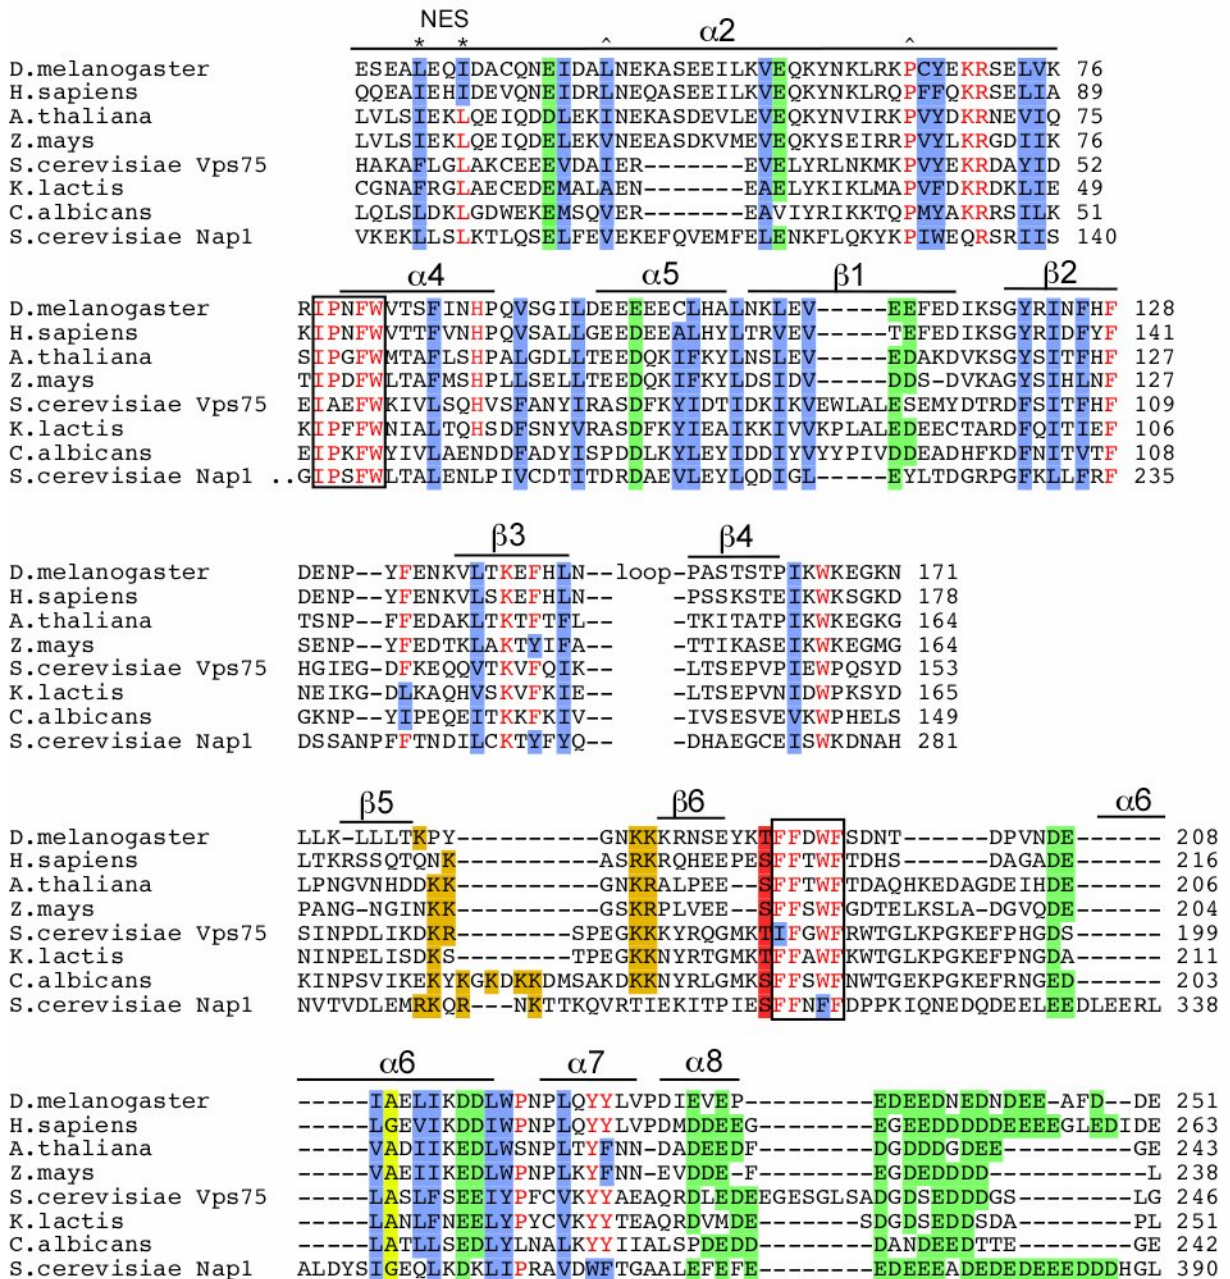 NES
* * ^ α2 ^
D.melanogaster ESEALEQIDACQNEIDALNEKASEEILKVEQKYNKLRKPCYEKRSELVK 76
H.sapiens QQEAIEHIDEVQNEIDRLNEQASEEILKVEQKYNKLRQPFFQKRSELIA 89
A.thaliana LVLSIEKLQEIQDDLEKINEKASDEVLEVEQKYNVIRKPVYDKRNEVIQ 75
Z.mays LVLSIEKLQEIQDELEKVNEEASDKVMEVEQKYSEIRRPVYLKRGDIIK 76
S.cerevisiae Vps75 HAKAFLGLAKCEEEVDAIER-------EVELYRLNKMKPVYEKRDAYID 52
K.lactis CGNAFRGLAECEDEMALAEN-------EAELYKIKLMAPVFDKRDKLIE 49
C.albicans LQLSLDKLGDWEKEMSQVER-------EAVIYRIKKTQPMYAKRRSILK 51
S.cerevisiae Nap1 VKEKLLSLKTLQSELFEVEKEFQVEMFELENKFLQKYKPIWEQRSRIIS 140
α4 α5 β1 β2
D.melanogaster RIPNFWVTSFINHPQVSGILDEEEEECLHALNKLEV-----EEFEDIKSGYRINFHF 128
H.sapiens KIPNFWVTTFVNHPQVSALLGEEDEEALHYLTRVEV-----TEFEDIKSGYRIDFYF 141
A.thaliana SIPGFWMTAFLSHPALGDLLTEEDQKIFKYLNSLEV-----EDAKDVKSGYSITFHF 127
Z.mays TIPDFWLTAFMSHPLLSELLTEEDQKIFKYLDSIDV-----DDS-DVKAGYSIHLNF 127
S.cerevisiae Vps75 EIAEFWKIVLSQHVSFANYIRASDFKYIDTIDKIKVEWLALESEMYDTRDFSITFHF 109
K.lactis KIPFFWNIALTQHSDFSNYVRASDFKYIEAIKKIVVKPLALEDEECTARDFQITIEF 106
C.albicans EIPKFWYIVLAENDDFADYISPDDLKYLEYIDDIYVYYPIVDDEADHFKDFNITVTF 108
S.cerevisiae Nap1 ..GIPSFWLTALENLPIVCDTITDRDAEVLEYLQDIGL-----EYLTDGRPGFKLLFRF 235
β3 β4
D.melanogaster DENP--YFENKVLTKEFHLN--loop-PASTSTPIKWKEGKN 171
H.sapiens DENP--YFENKVLSKEFHLN-- -PSSKSTEIKWKSGKD 178
A.thaliana TSNP--FFEDAKLTKTFTFL-- -TKITATPIKWKEGKG 164
Z.mays SENP--YFEDTKLAKTYIFA-- -TTIKASEIKWKEGMG 164
S.cerevisiae Vps75 HGIEG-DFKEQQVTKVFQIK-- -LTSEPVPIEWPQSYD 153
K.lactis NEIKG-DLKAQHVSKVFKIE-- -LTSEPVNIDWPKSYD 165
C.albicans GKNP--YIPEQEITKKFKIV-- -IVSESVEVKWPHELS 149
S.cerevisiae Nap1 DSSANPFFTNDILCKTYFYQ-- -DHAEGCEISWKDNAH 281
β5 β6 α6
D.melanogaster LLK-LLLTKPY----------GNKKKRNSEYKTFFDWFSDNT------DPVNDE------ 208
H.sapiens LTKRSSQTQNK----------ASRKRQHEEPESFFTWFTDHS------DAGADE------ 216
A.thaliana LPNGVNHDDKK----------GNKRALPEE--SFFTWFTDAQHKEDAGDEIHDE------ 206
Z.mays PANG-NGINKK----------GSKRPLVEE--SFFSWFGDTELKSLA-DGVQDE------ 204
S.cerevisiae Vps75 SINPDLIKDKR--------SPEGKKKYRQGMKTIFGWFRWTGLKPGKEFPHGDS------ 199
K.lactis NINPELISDKS--------TPEGKKNYRTGMKTFFAWFKWTGLKPGKEFPNGDA------ 211
C.albicans KINPSVIKEKYKGKDKKDMSAKDKKNYRLGMKSFFSWFNWTGEKPGKEFRNGED------ 203
S.cerevisiae Nap1 NVTVDLEMRKQR---NKTTKQVRTIEKITPIESFFNFFDPPKIQNEDQDEELEEDLEERL 338
α6 α7 α8
D.melanogaster -----IAELIKDDLWPNPLQYYLVPDIEVEP---------EDEEDNEDNDEE-AFD--DE 251
H.sapiens -----LGEVIKDDIWPNPLQYYLVPDMDDEEG--------EGEEDDDDDEEEEGLEDIDE 263
A.thaliana -----VADIIKEDLWSNPLTYFNN-DADEEDF--------DGDDDGDEE---------GE 243
Z.mays -----VAEIIKEDLWPNPLKYFNN-EVDDE-F--------DGDEDDDD----------L 238
S.cerevisiae Vps75 -----LASLFSEEIYPFCVKYYAEAQRDLEDEEGESGLSADGDSEDDDGS-------LG 246
K.lactis -----LANLFNEELYPYCVKYYTEAQRDVMDE-------SDGDSEDDSDA-------PL 251
C.albicans -----LATLLSEDLYLNALKYYIIALSPDEDD--------DANDEEDTTE-------GE 242
S.cerevisiae Nap1 ALDYSIGEQLKDKLIPRAVDWFTGAALEFEFE--------EDEEEADEDEDEEEDDDHGL 390